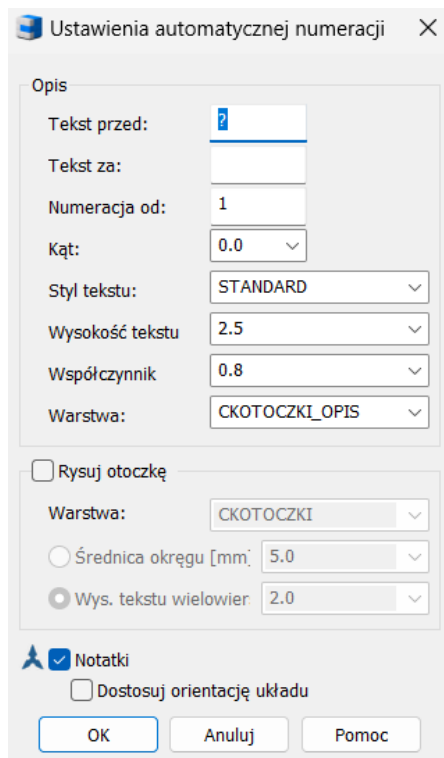 Ustawienia automatycznej numeracji
Opis
Tekst przed: ?
Tekst za:
Numeracja od: 1
Kąt: 0.0
Styl tekstu: STANDARD
Wysokość tekstu 2.5
Współczynnik 0.8
Warstwa: CKOTOCZKI_OPIS
Rysuj otoczkę
Warstwa: CKOTOCZKI
Średnica okręgu [mm] 5.0
Wys. tekstu wielowier 2.0
Notatki
Dostosuj orientację układu
OK Anuluj Pomoc